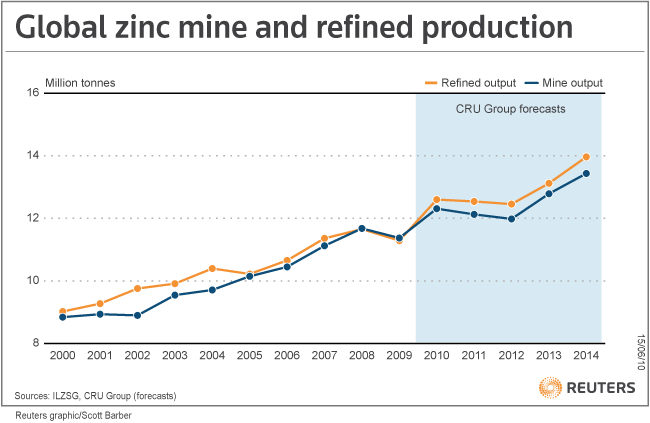 Global zinc mine and refined production
Million tonnes
Refined output
Mine output
16
CRU Group forecasts
14
12
10
8
2000 2001 2002 2003 2004 2005 2006 2007 2008 2009 2010 2011 2012 2013 2014
15/06/10
Sources: ILZSG, CRU Group (forecasts)
REUTERS
Reuters graphic/Scott Barber